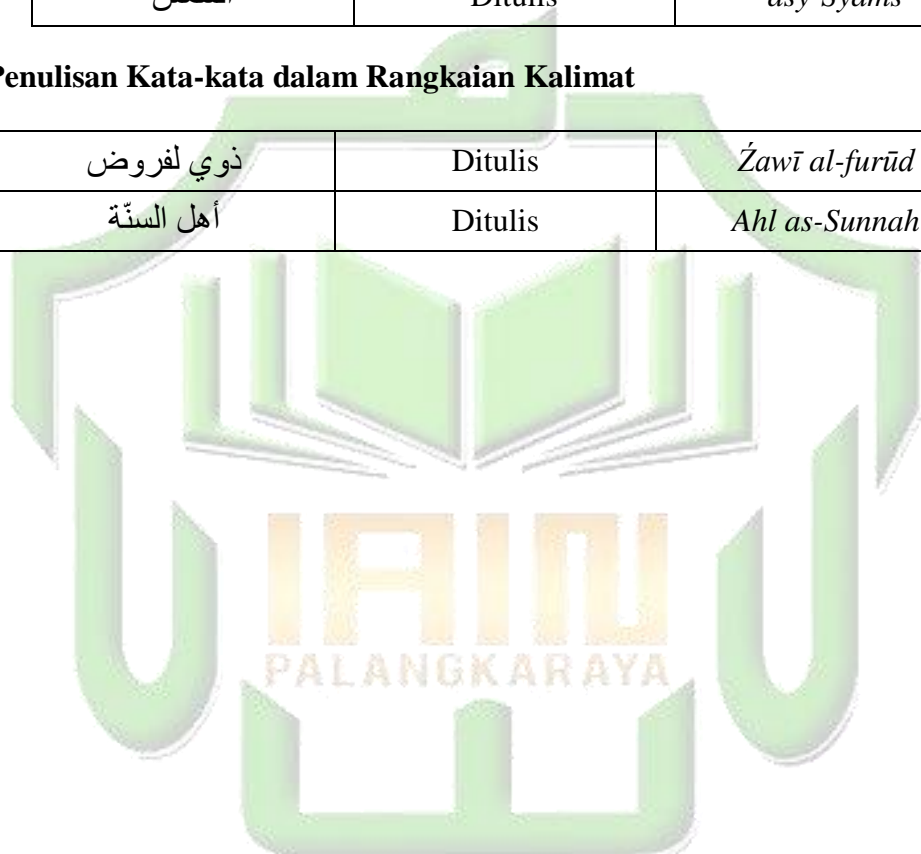 Penulisan Kata-kata dalam Rangkaian Kalimat
ذوي لفروض Ditulis Źawī al-furūd
أهل السنّة Ditulis Ahl as-Sunnah
IAIN
PALANGKARAYA